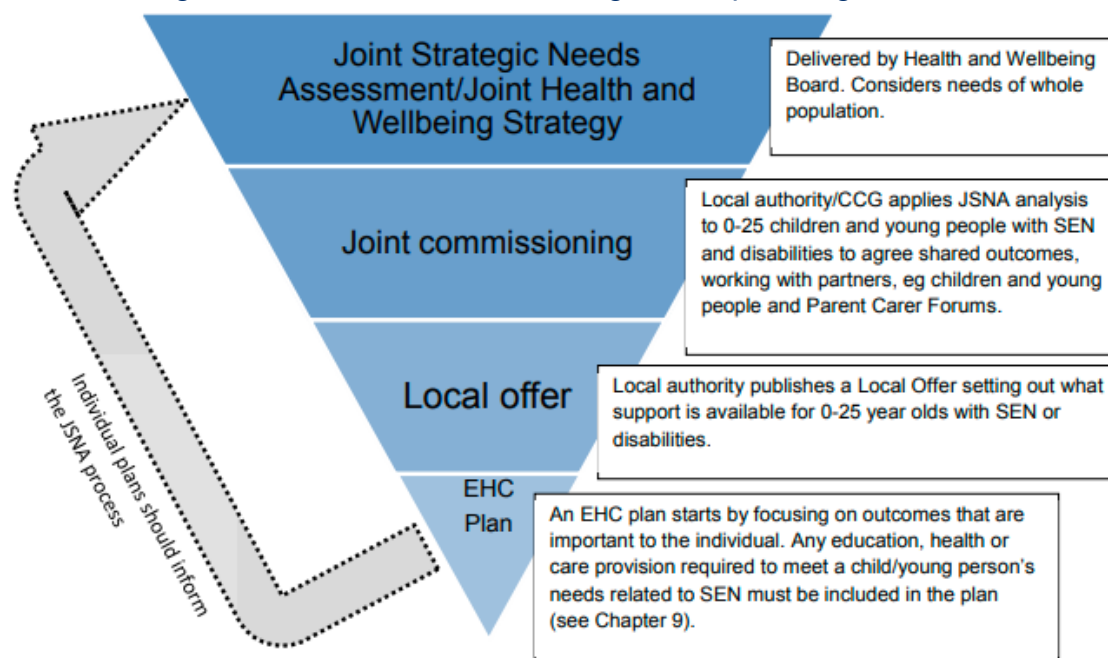 Joint Strategic Needs
Assessment/Joint Health and
Wellbeing Strategy
Delivered by Health and Wellbeing
Board. Considers needs of whole
population.
Joint commissioning
Local authority/CCG applies JSNA analysis
to 0-25 children and young people with SEN
and disabilities to agree shared outcomes,
working with partners, eg children and young
people and Parent Carer Forums.
Local offer
Local authority publishes a Local Offer setting out what
support is available for 0-25 year olds with SEN or
disabilities.
EHC
Plan
An EHC plan starts by focusing on outcomes that are
important to the individual. Any education, health or
care provision required to meet a child/young person's
needs related to SEN must be included in the plan
(see Chapter 9).
Individual plans should inform
the JSNA process